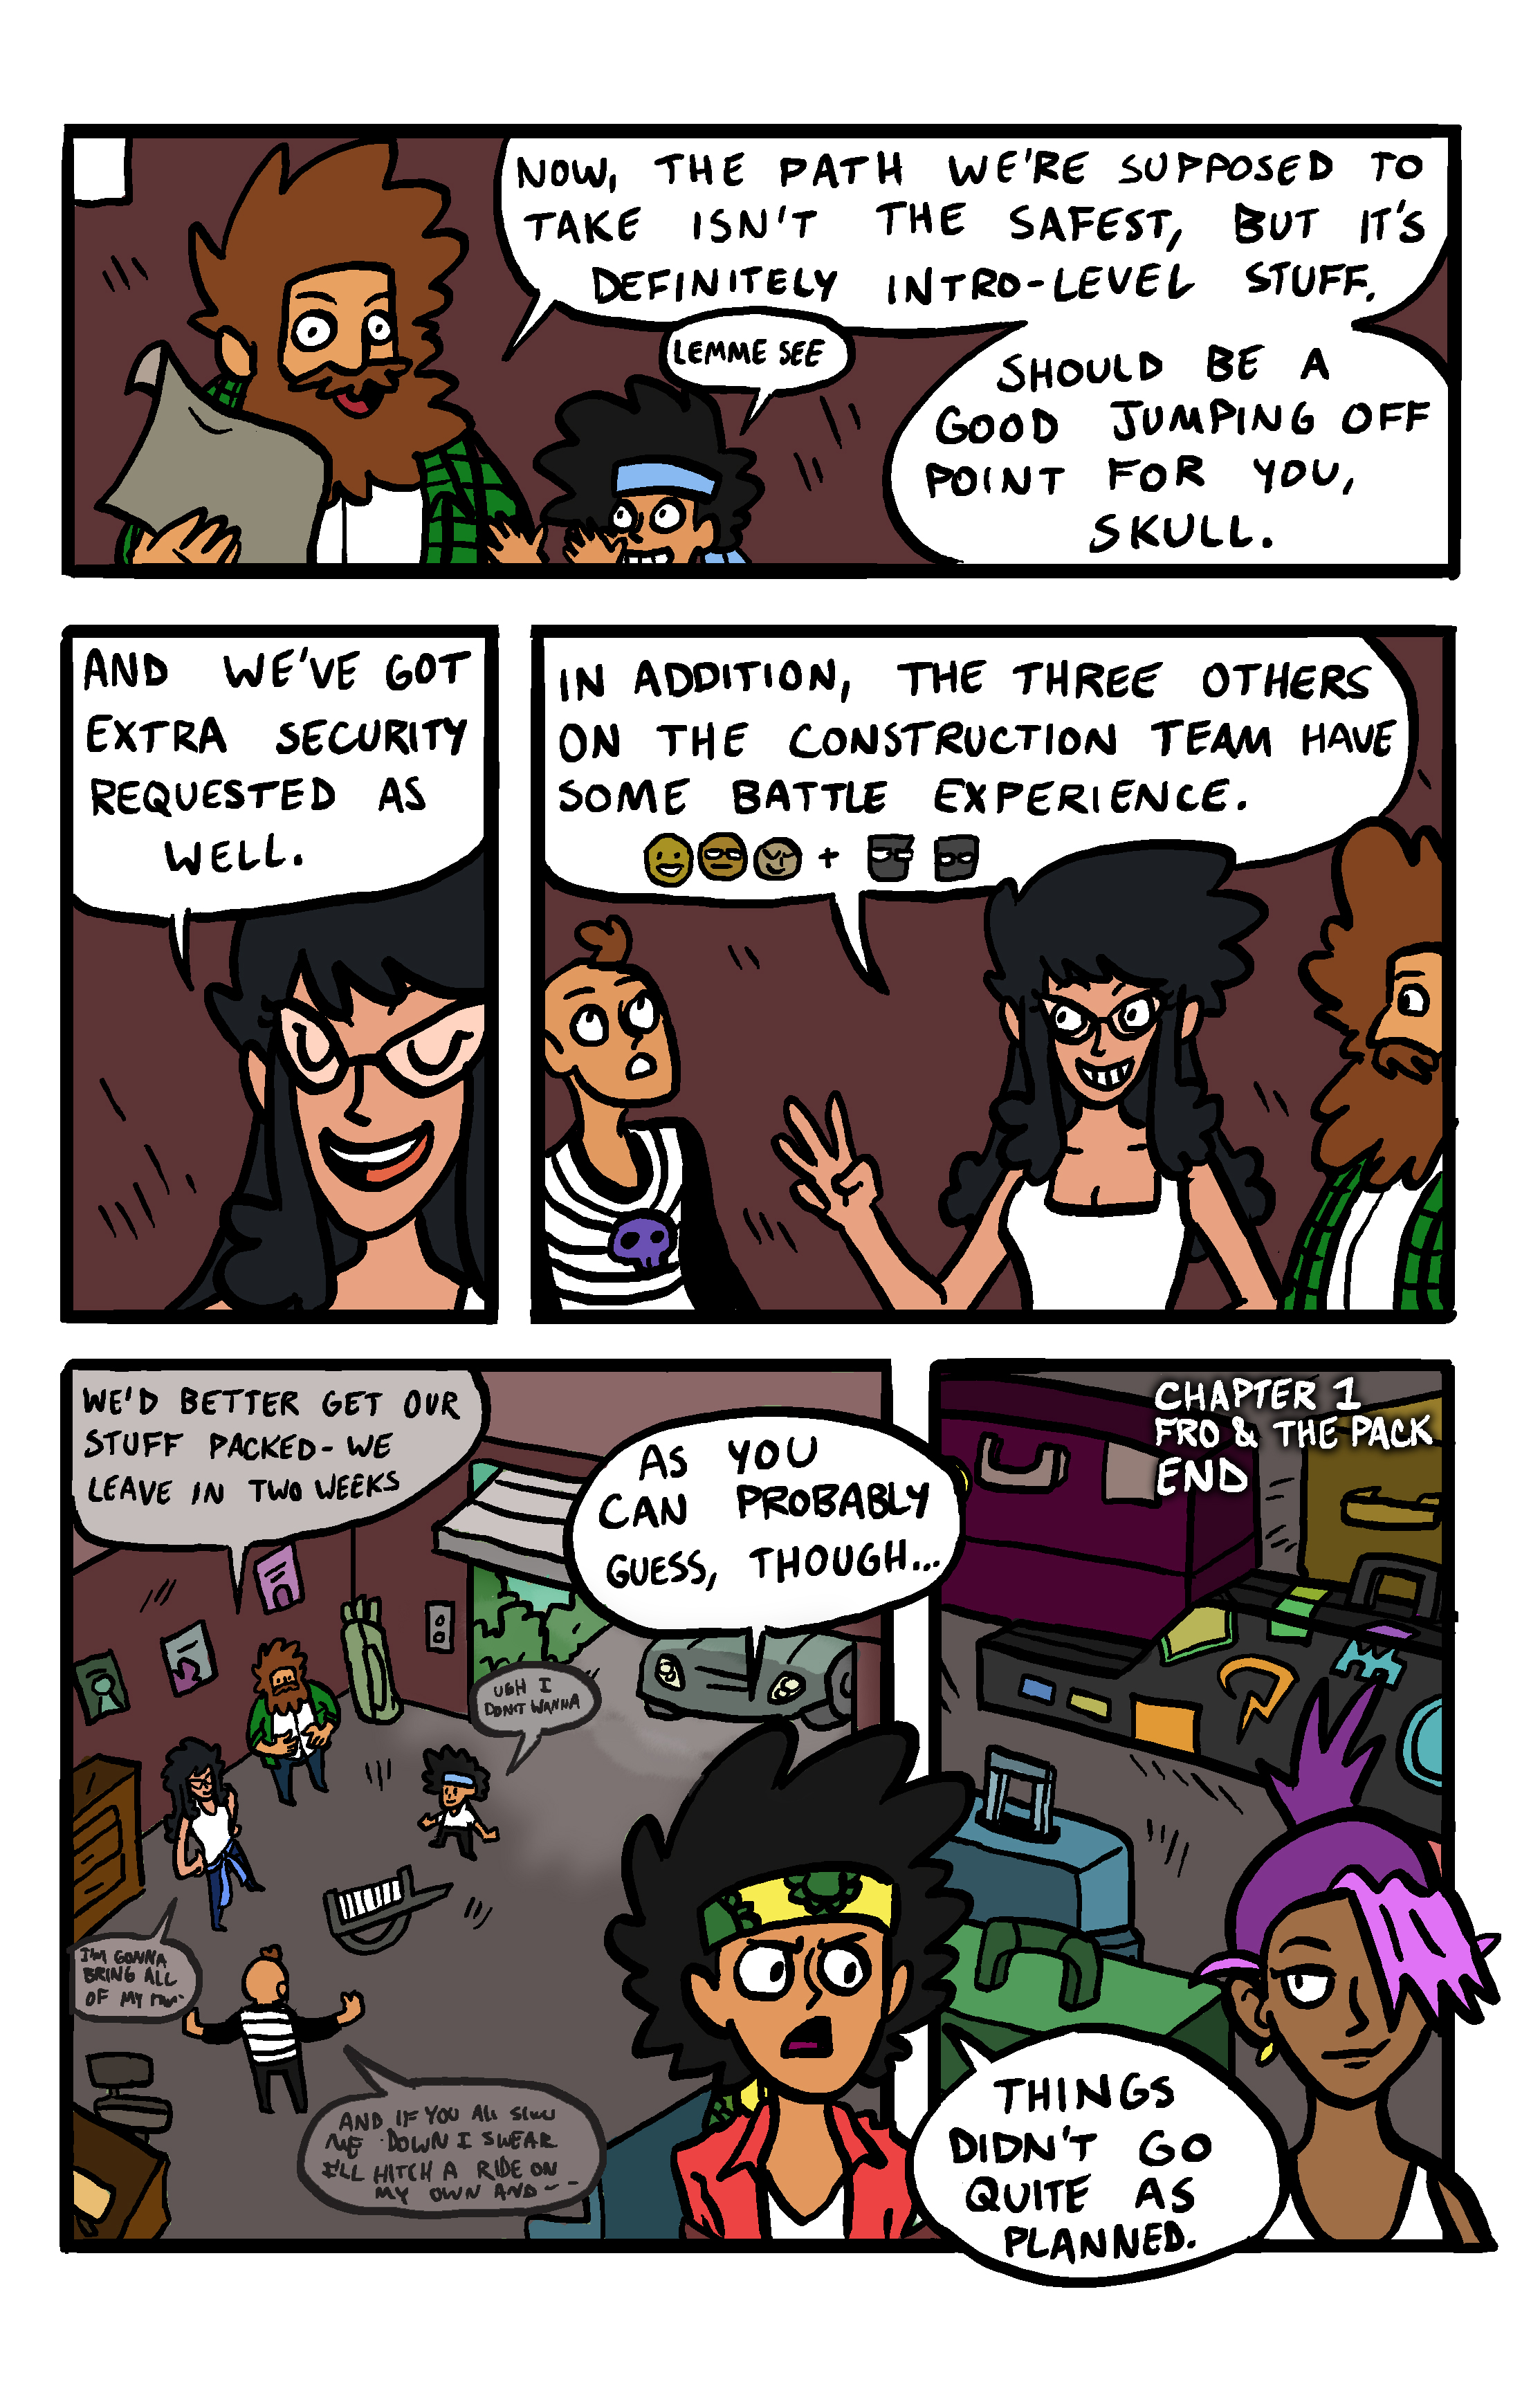 NOW, THE PATH WE'RE SUPPOSED TO
TAKE ISN'T THE SAFEST, BUT IT'S
DEFINITELY INTRO-LEVEL STUFF.
LEMME SEE
SHOULD BE A
GOOD JUMPING OFF
POINT FOR YOU,
SKULL.
AND WE'VE GOT
EXTRA SECURITY
REQUESTED AS
WELL.
IN ADDITION, THE THREE OTHERS
ON THE CONSTRUCTION TEAM HAVE
SOME BATTLE EXPERIENCE.
+
WE'D BETTER GET OUR
STUFF PACKED- WE
LEAVE IN TWO WEEKS
AS YOU
CAN PROBABLY
GUESS, THOUGH...
UGH I
DON'T WANNA
I'M GONNA
BRING ALL
OF MY
AND IF YOU ALL SLOW
ME DOWN I SWEAR
I'LL HITCH A RIDE ON
MY OWN AND--
CHAPTER 1
FRO & THE PACK
END
THINGS
DIDN'T GO
QUITE AS
PLANNED.